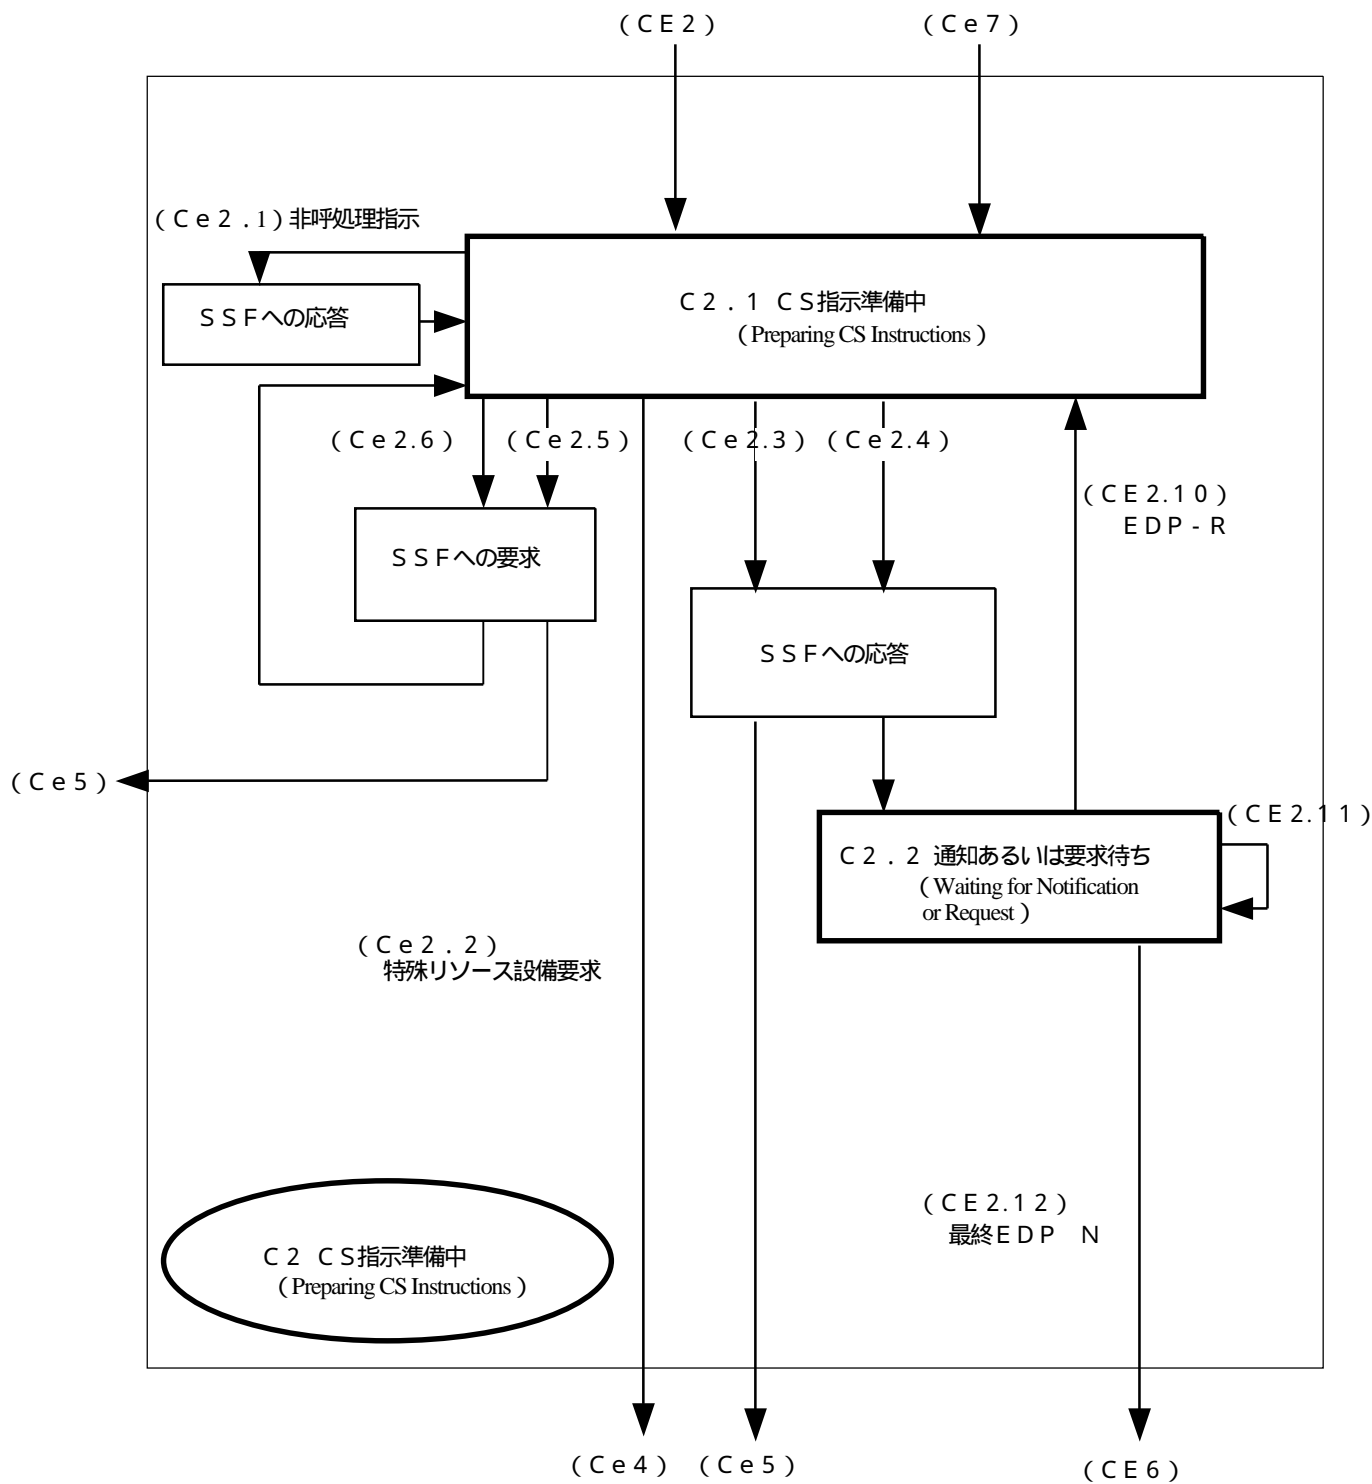 (CE2)
(Ce7)
(Ce2.1)非呼処理指示
SSFへの応答
C2.1 CS指示準備中
(Preparing CS Instructions)
(Ce2.6)
(Ce2.5)
(Ce2.3)
(Ce2.4)
(CE2.10)
EDP-R
SSFへの要求
SSFへの応答
(Ce5)
(CE2.11)
C2.2 通知あるいは要求待ち
(Waiting for Notification
or Request)
(Ce2.2)
特殊リソース設備要求
(CE2.12)
最終EDP N
C2 CS指示準備中
(Preparing CS Instructions)
(Ce4)
(Ce5)
(CE6)